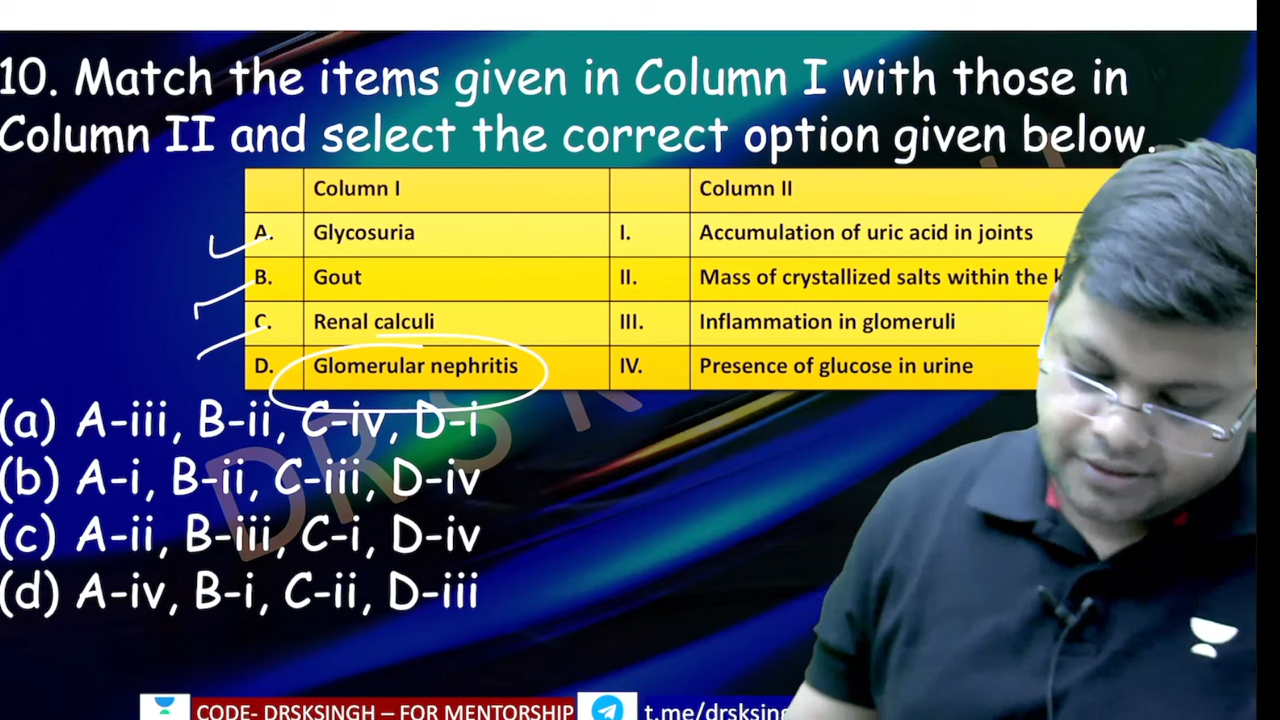 10. Match the items given in Column I with those in
Column II and select the correct option given below.
Column I Column II
A. Glycosuria I. Accumulation of uric acid in joints
B. Gout II. Mass of crystallized salts within the
C. Renal calculi III. Inflammation in glomeruli
D. Glomerular nephritis IV. Presence of glucose in urine
(a) A-iii, B-ii, C-iv, D-i
(b) A-i, B-ii, C-iii, D-iv
(c) A-ii, B-iii, C-i, D-iv
(d) A-iv, B-i, C-ii, D-iii
DR S K
CODE- DRSKSINGH – FOR MENTORSHIP
t.me/drsksing